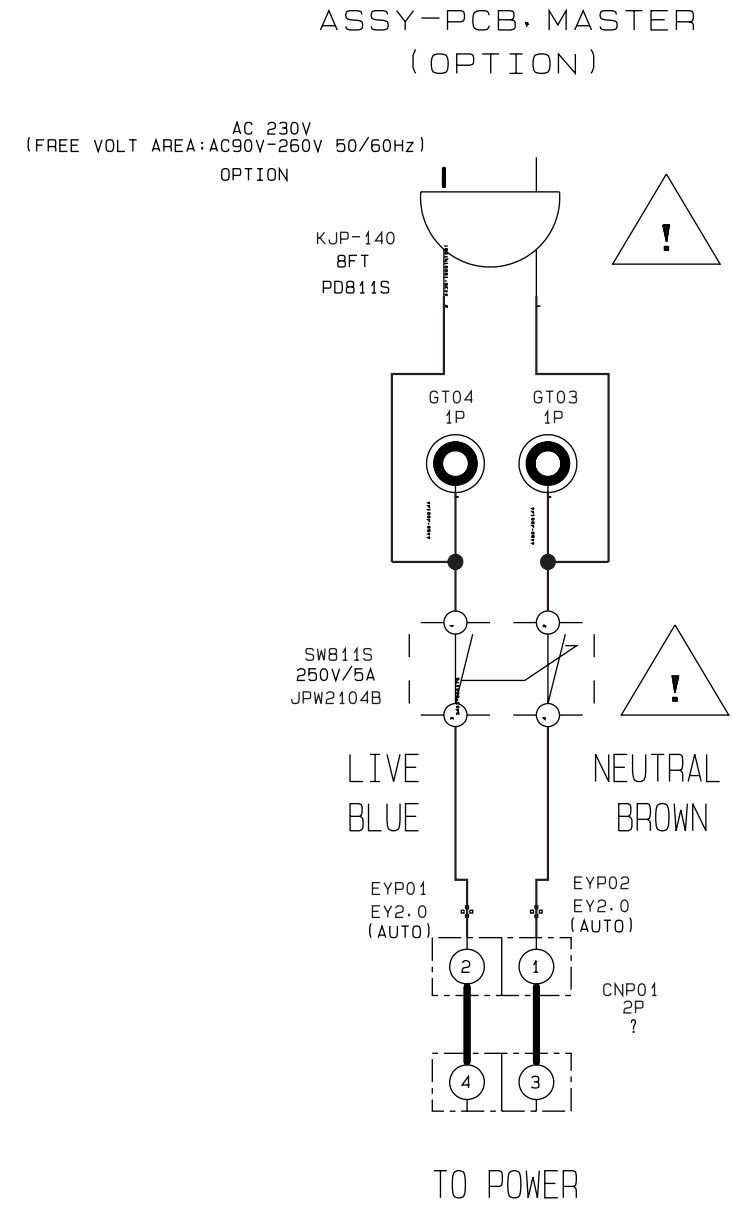 ASSY-PCB, MASTER
(OPTION)
AC 230V
(FREE VOLT AREA:AC90V-260V 50/60Hz)
OPTION
KJP-140
8FT
PD811S
!
GT04
1P
GT03
1P
SW811S
250V/5A
JPW2104B
!
LIVE
BLUE
NEUTRAL
BROWN
EYP01
EY2.0
(AUTO)
EYP02
EY2.0
(AUTO)
2
1
CNP01
2P
?
4
3
TO POWER